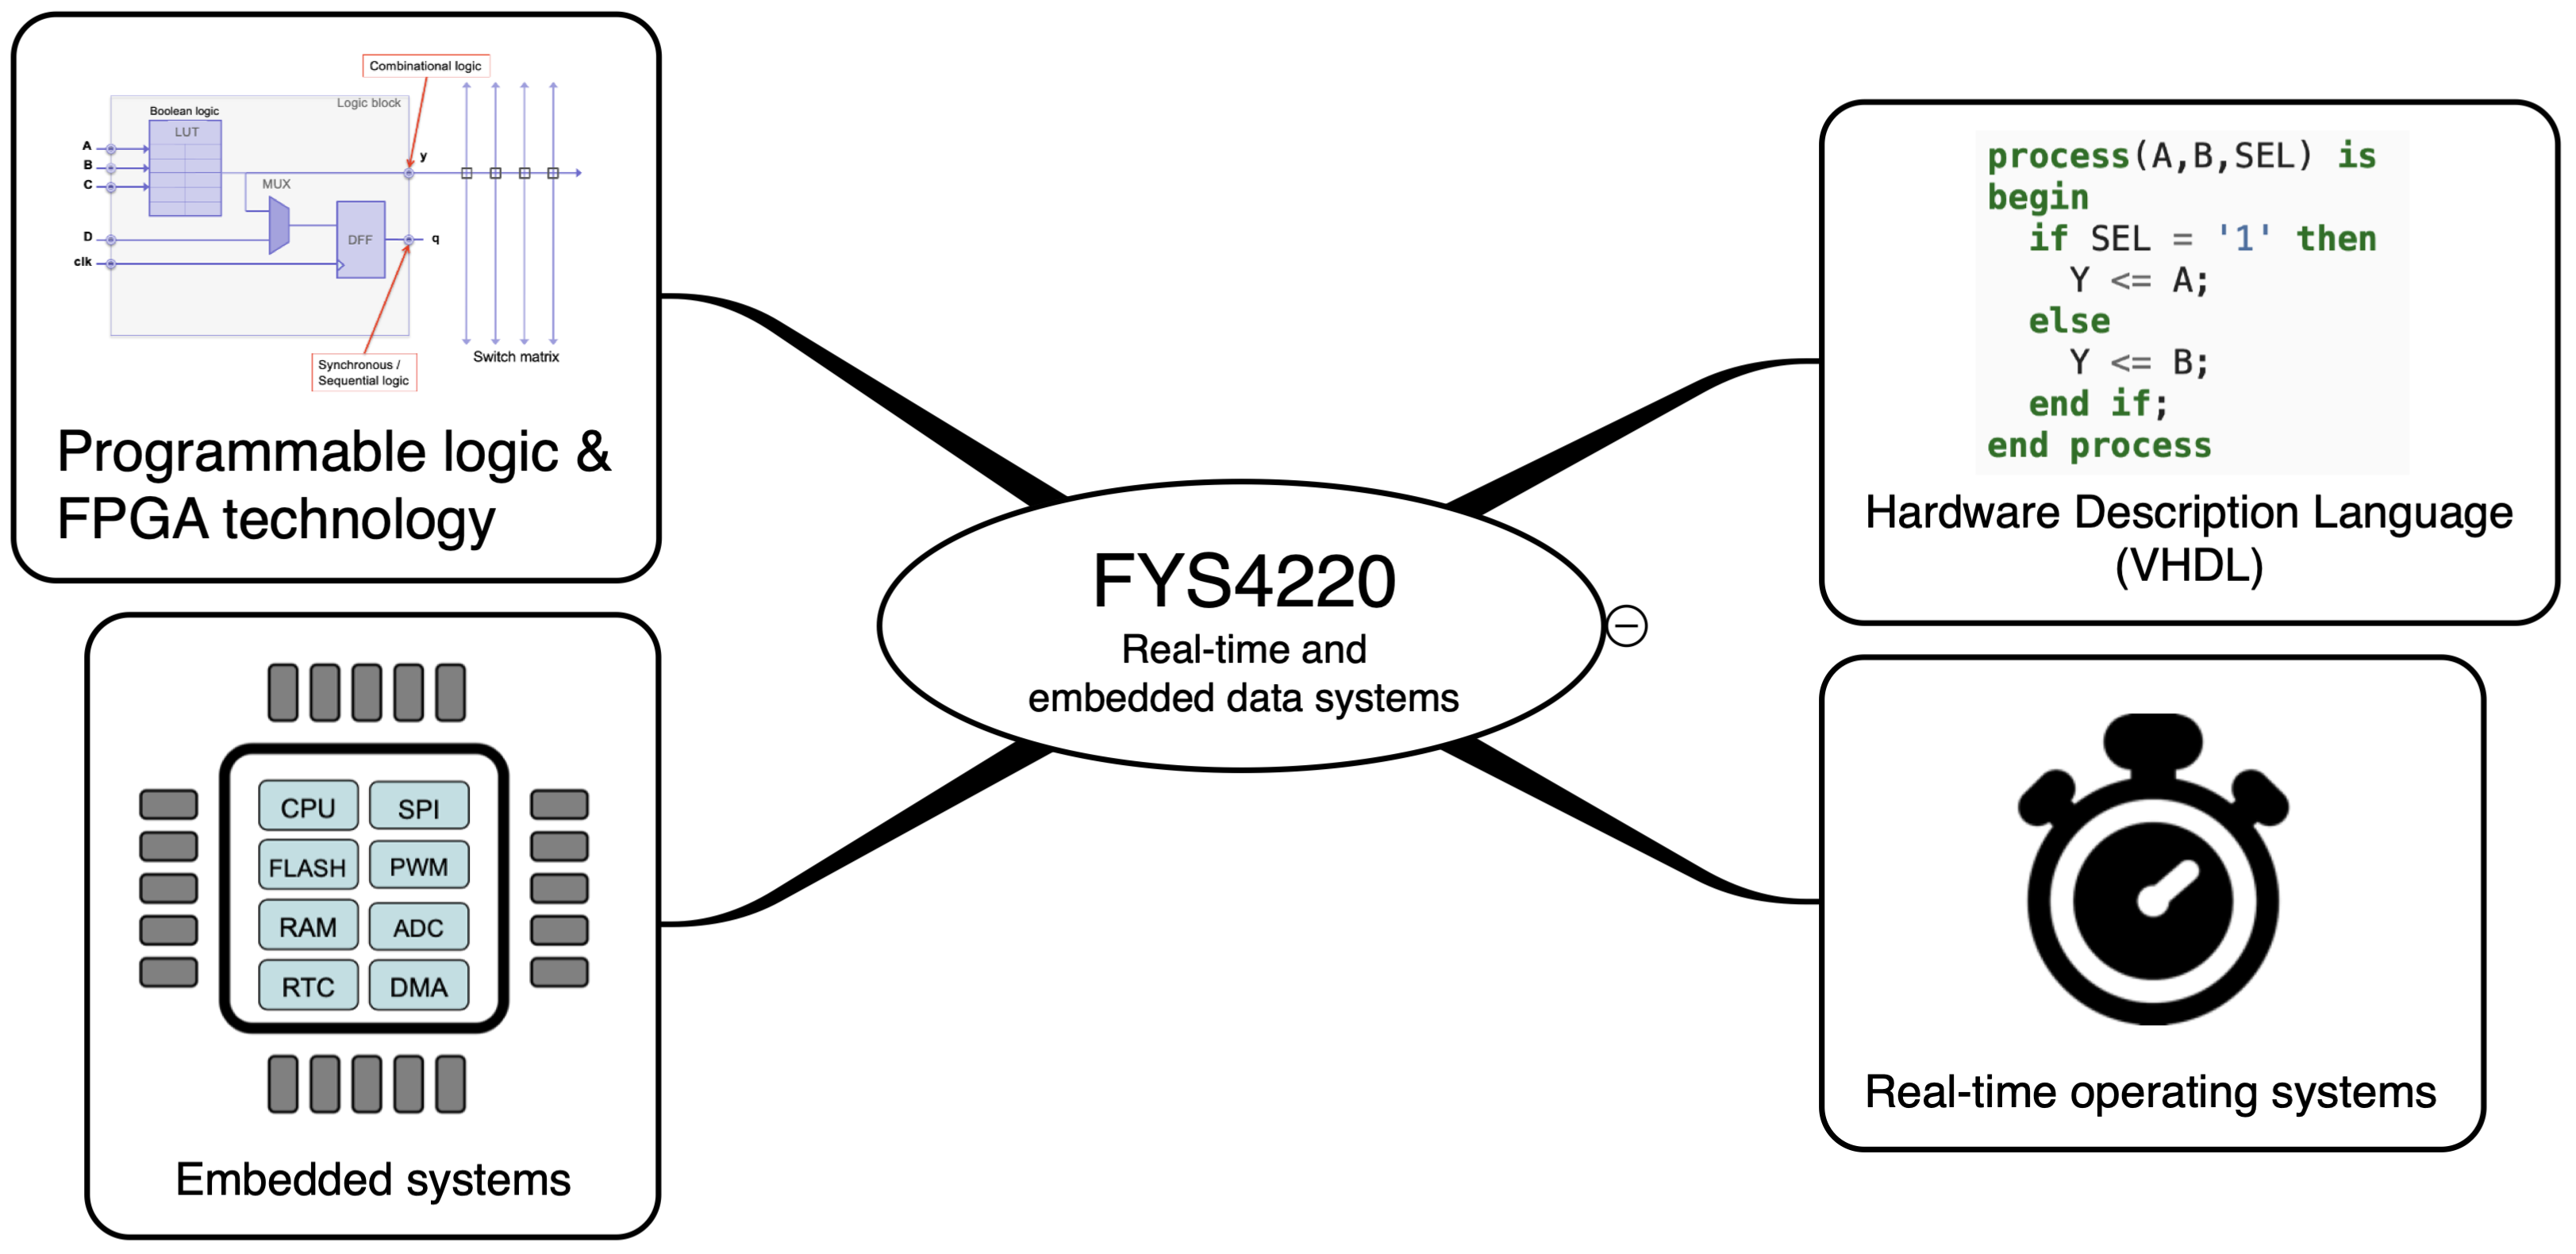 Combinational logic
Logic block
Boolean logic
LUT
A
B
C
y
MUX
D
DFF
q
clk
Switch matrix
Synchronous /
Sequential logic
Programmable logic &
FPGA technology
process(A,B,SEL) is
begin
  if SEL = '1' then
    Y <= A;
  else
    Y <= B;
  end if;
end process
Hardware Description Language
(VHDL)
FYS4220
Real-time and
embedded data systems
CPU
SPI
FLASH
PWM
RAM
ADC
RTC
DMA
Embedded systems
Real-time operating systems